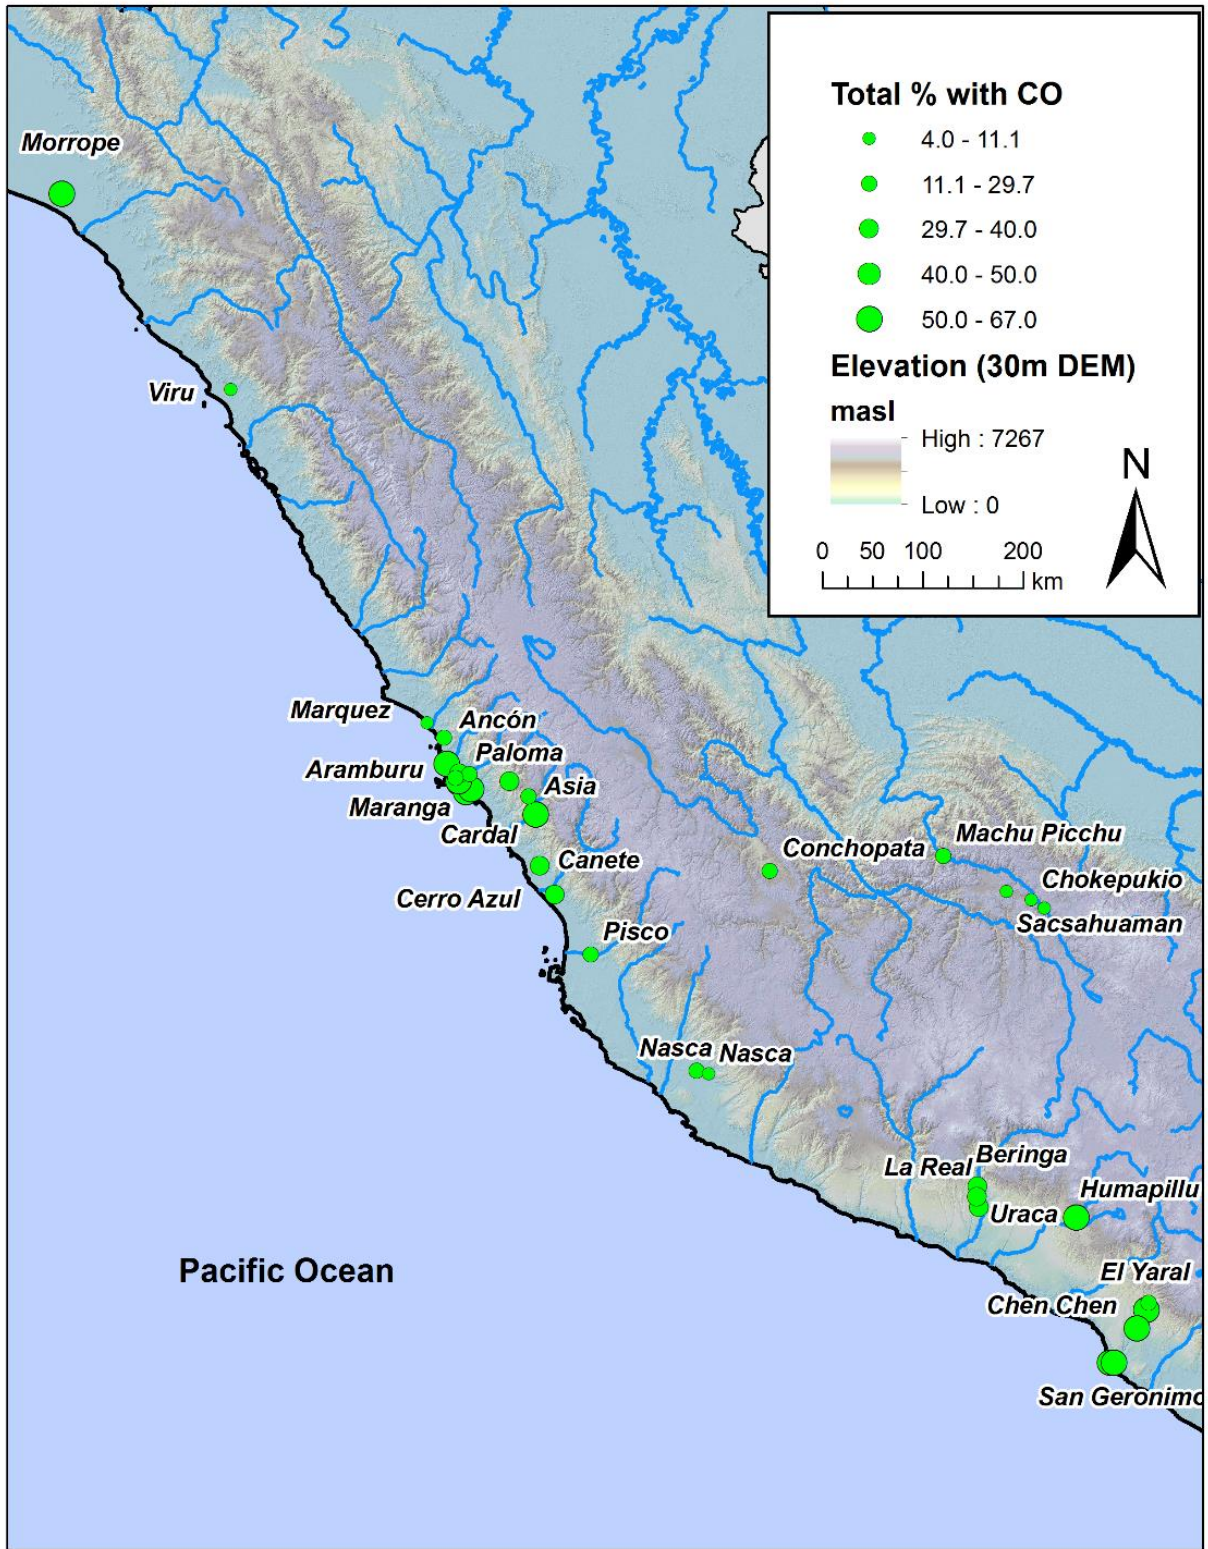 Total % with CO
4.0 - 11.1
11.1 - 29.7
29.7 - 40.0
40.0 - 50.0
50.0 - 67.0
Elevation (30m DEM)
masl
High : 7267
Low : 0
N
0 50 100 200
km
Morrope
Viru
Marquez
Ancón
Paloma
Aramburu
Asia
Maranga
Cardal
Canete
Cerro Azul
Pisco
Conchopata
Machu Picchu
Chokepukio
Sacsahuaman
Nasca Nasca
Beringa
La Real
Humapillu
Uraca
Pacific Ocean
El Yaral
Chen Chen
San Geronimo